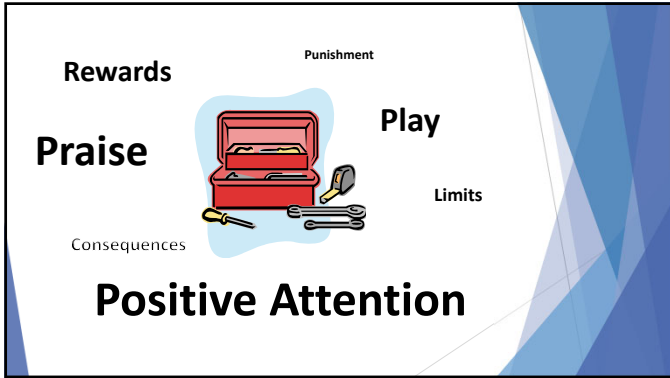 Punishment
Rewards
Play
Praise
Limits
Consequences
Positive Attention